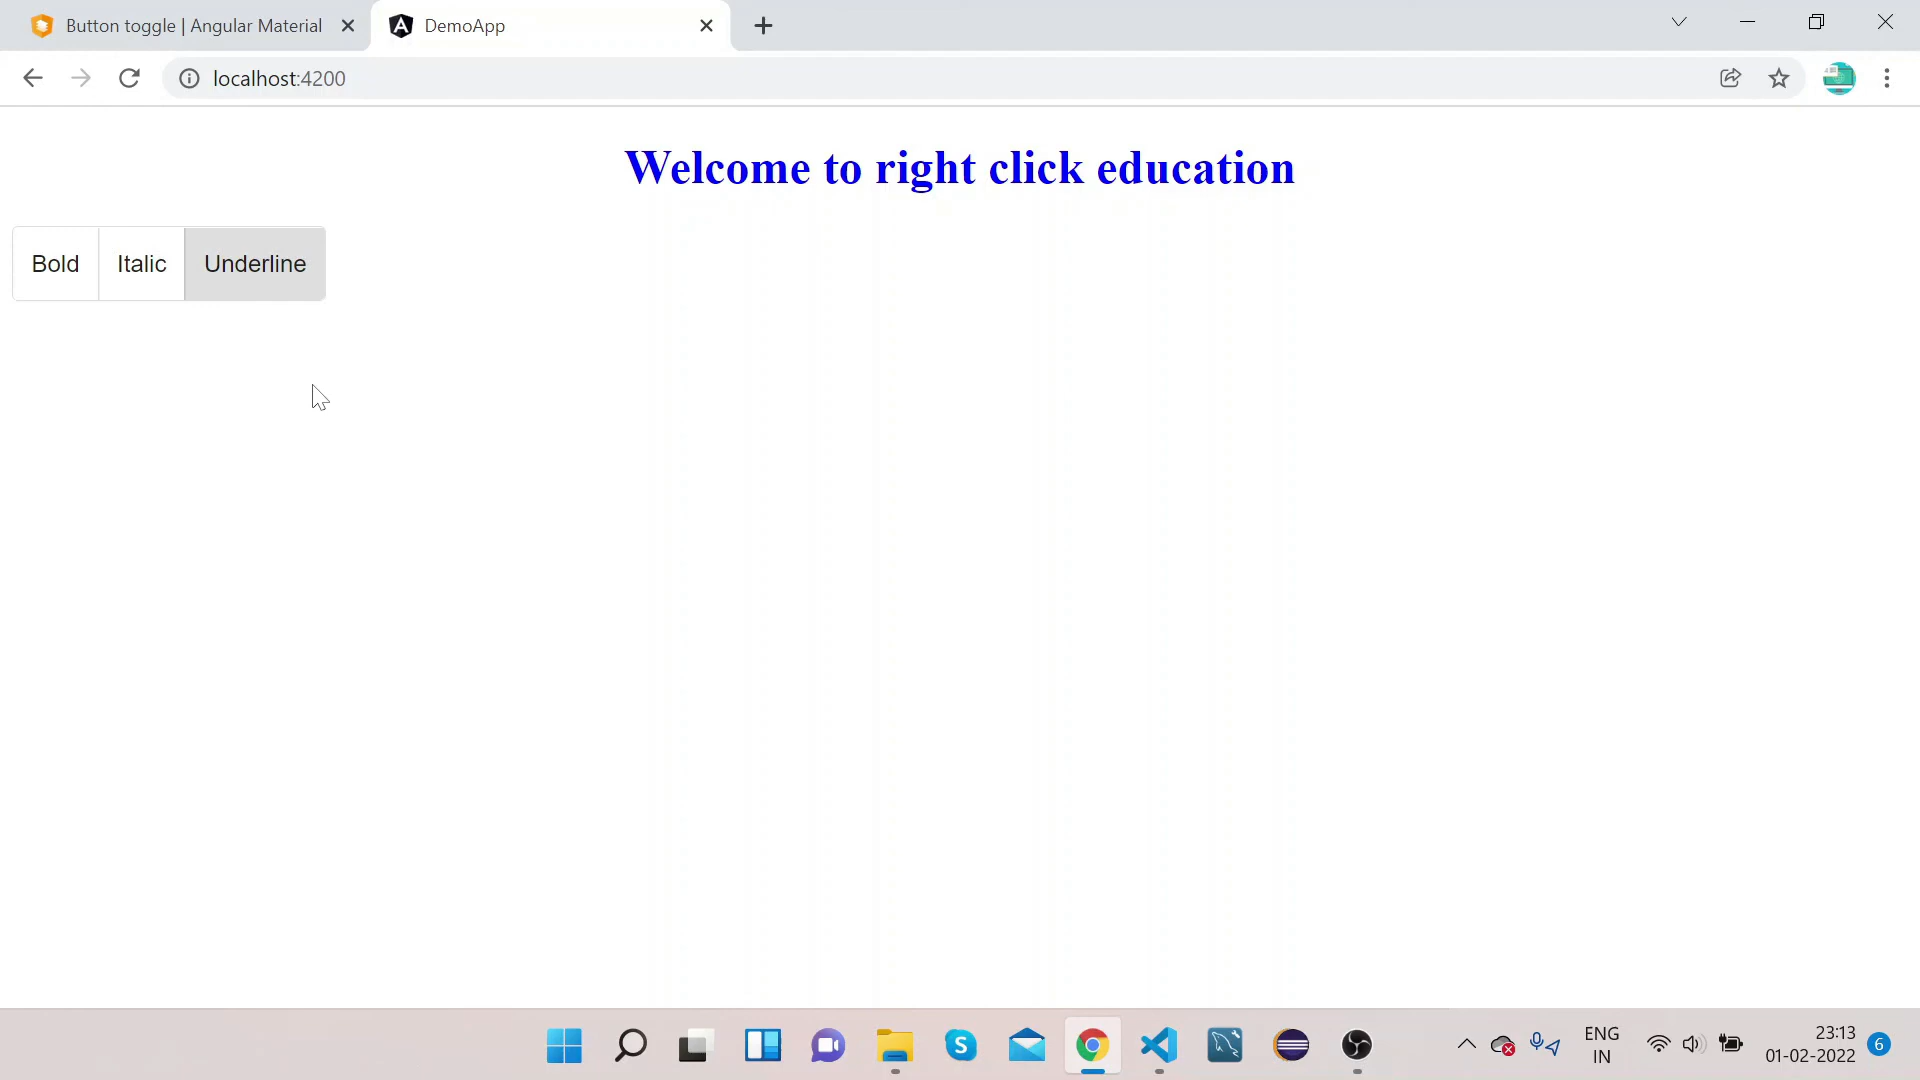 Button toggle | Angular Material
DemoApp
localhost:4200
Welcome to right click education
Bold
Italic
Underline
ENG
IN
23:13
01-02-2022
6